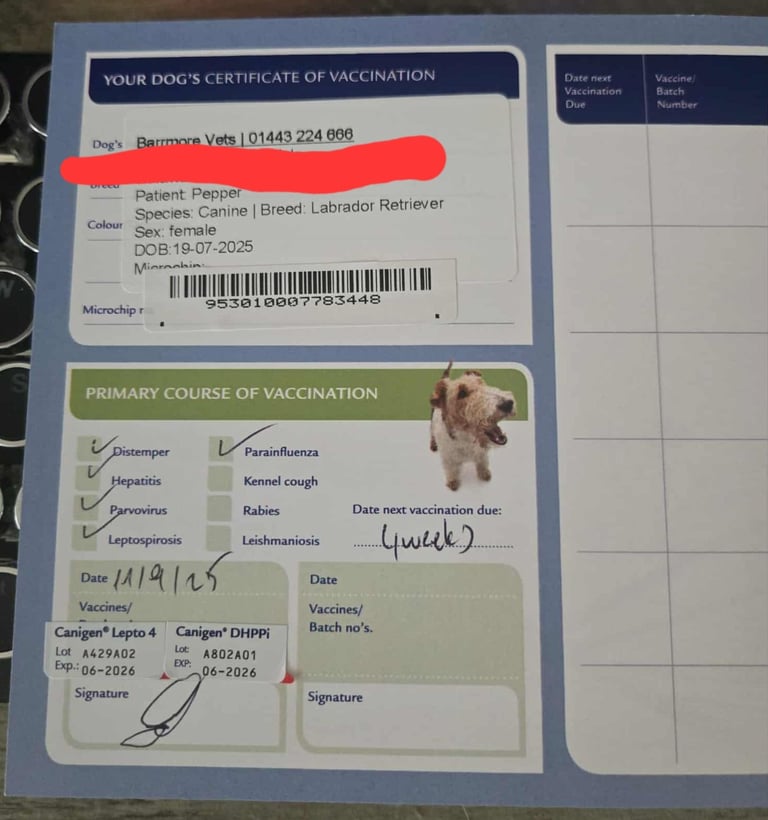 YOUR DOG'S CERTIFICATE OF VACCINATION
Dog's
Barrmore Vets | 01443 224 666
Breed
Patient: Pepper
Species: Canine | Breed: Labrador Retriever
Colour
Sex: female
DOB:19-07-2025
Microchip:
953010007783448
Microchip
PRIMARY COURSE OF VACCINATION
Distemper
Parainfluenza
Hepatitis
Kennel cough
Parvovirus
Rabies
Leptospirosis
Leishmaniosis
Date next vaccination due:
4 week
Date 11/9/25
Vaccines/
Canigen® Lepto 4
Lot A429A02
Exp.: 06-2026
Canigen® DHPPi
Lot: A802A01
EXP: 06-2026
Signature
Date
Vaccines/
Batch no's.
Signature
Date next
Vaccination
Due
Vaccine/
Batch
Number